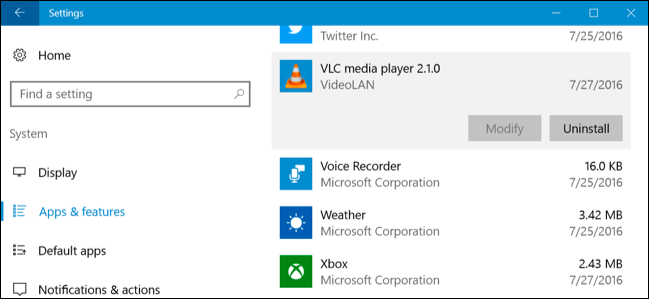 Settings
Home
Find a setting
System
Display
Apps & features
Default apps
Notifications & actions
Twitter Inc. 7/25/2016
VLC media player 2.1.0
VideoLAN 7/27/2016
Modify Uninstall
Voice Recorder 16.0 KB
Microsoft Corporation 7/25/2016
Weather 3.42 MB
Microsoft Corporation 7/25/2016
Xbox 2.43 MB
Microsoft Corporation 7/27/2016